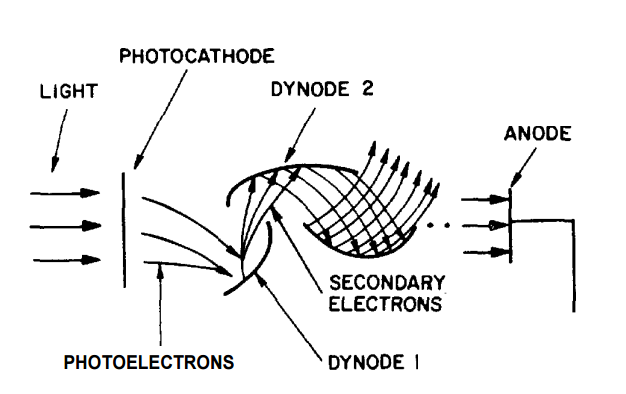 PHOTOCATHODE
LIGHT
DYNODE 2
ANODE
SECONDARY
ELECTRONS
PHOTOELECTRONS
DYNODE 1